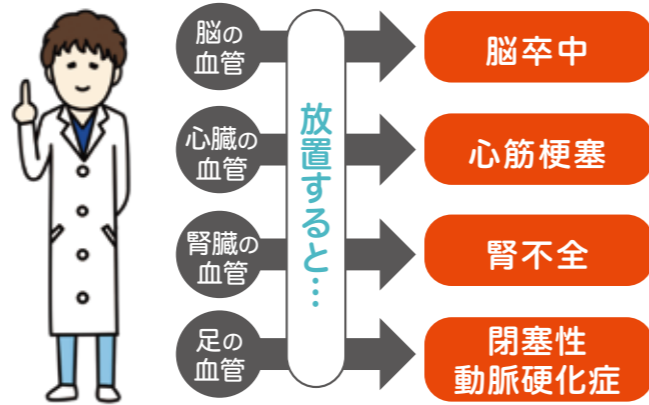 脳の
血管
脳卒中
心臓の
血管
心筋梗塞
腎臓の
血管
腎不全
足の
血管
閉塞性
動脈硬化症
放置すると…